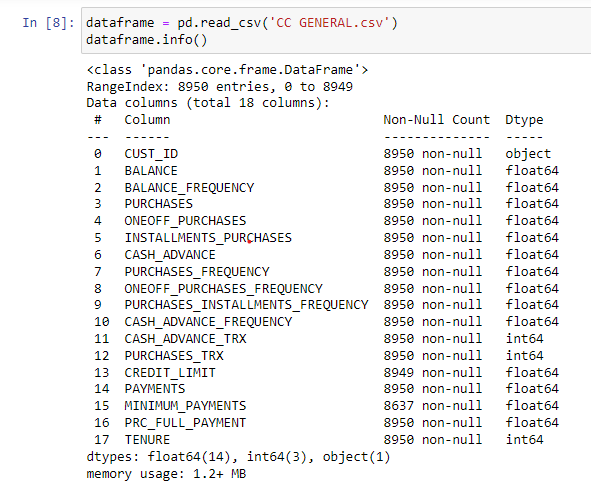 In [8]: dataframe = pd.read_csv('CC GENERAL.csv')
dataframe.info()
<class 'pandas.core.frame.DataFrame'>
RangeIndex: 8950 entries, 0 to 8949
Data columns (total 18 columns):
 #   Column                            Non-Null Count  Dtype
---  ------                            --------------  -----
 0   CUST_ID                           8950 non-null   object
 1   BALANCE                           8950 non-null   float64
 2   BALANCE_FREQUENCY                 8950 non-null   float64
 3   PURCHASES                         8950 non-null   float64
 4   ONEOFF_PURCHASES                  8950 non-null   float64
 5   INSTALLMENTS_PURCHASES            8950 non-null   float64
 6   CASH_ADVANCE                      8950 non-null   float64
 7   PURCHASES_FREQUENCY               8950 non-null   float64
 8   ONEOFF_PURCHASES_FREQUENCY        8950 non-null   float64
 9   PURCHASES_INSTALLMENTS_FREQUENCY  8950 non-null   float64
 10  CASH_ADVANCE_FREQUENCY            8950 non-null   float64
 11  CASH_ADVANCE_TRX                  8950 non-null   int64
 12  PURCHASES_TRX                     8950 non-null   int64
 13  CREDIT_LIMIT                      8949 non-null   float64
 14  PAYMENTS                          8950 non-null   float64
 15  MINIMUM_PAYMENTS                  8637 non-null   float64
 16  PRC_FULL_PAYMENT                  8950 non-null   float64
 17  TENURE                            8950 non-null   int64
dtypes: float64(14), int64(3), object(1)
memory usage: 1.2+ MB